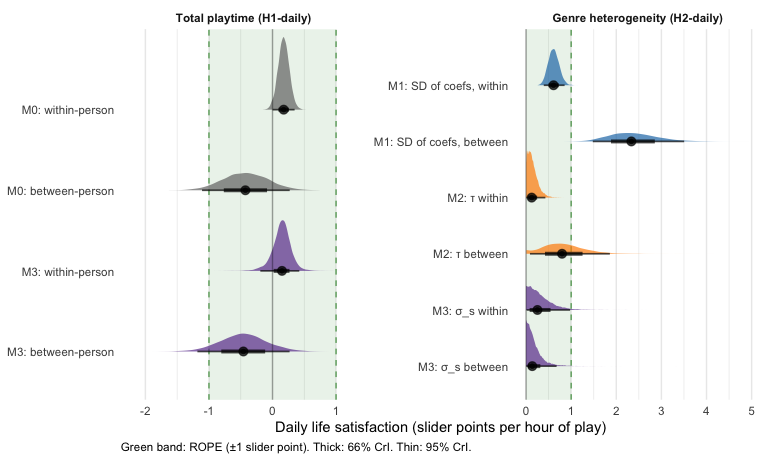 Total playtime (H1-daily)
Genre heterogeneity (H2-daily)
M0: within-person
M0: between-person
M3: within-person
M3: between-person
M1: SD of coefs, within
M1: SD of coefs, between
M2: τ within
M2: τ between
M3: σ_s within
M3: σ_s between
-2 -1 0 1
0 1 2 3 4 5
Daily life satisfaction (slider points per hour of play)
Green band: ROPE (±1 slider point). Thick: 66% CrI. Thin: 95% CrI.